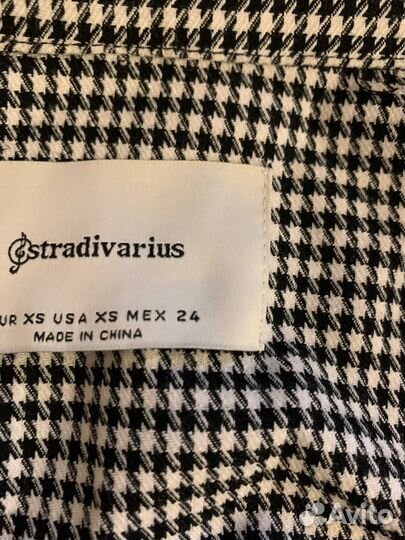 stradivarius
UR XS USA XS MEX 24
MADE IN CHINA
Avito